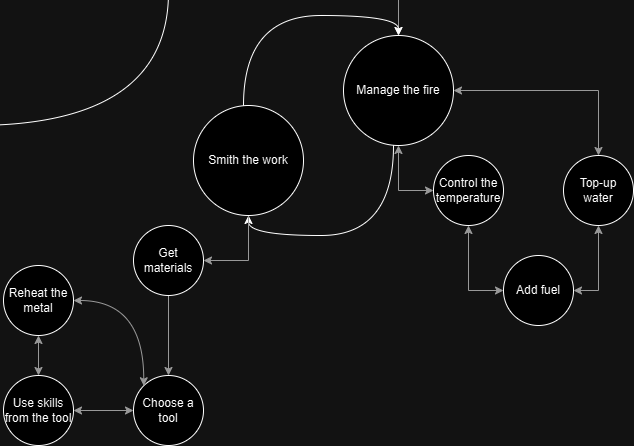 Manage the fire
Smith the work
Control the
temperature
Top-up
water
Get
materials
Add fuel
Reheat the
metal
Use skills
from the tool
Choose a
tool